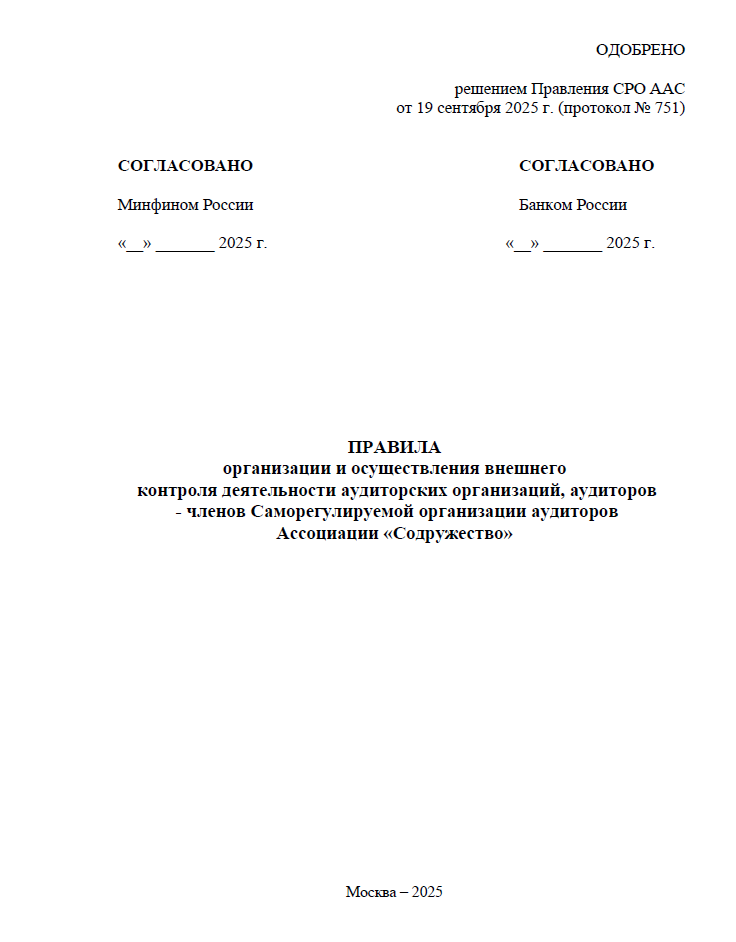 ОДОБРЕНО
решением Правления СРО ААС
от 19 сентября 2025 г. (протокол № 751)
СОГЛАСОВАНО СОГЛАСОВАНО
Минфином России Банком России
«__» _______ 2025 г. «__» _______ 2025 г.
ПРАВИЛА
организации и осуществления внешнего
контроля деятельности аудиторских организаций, аудиторов
- членов Саморегулируемой организации аудиторов
Ассоциации «Содружество»
Москва – 2025